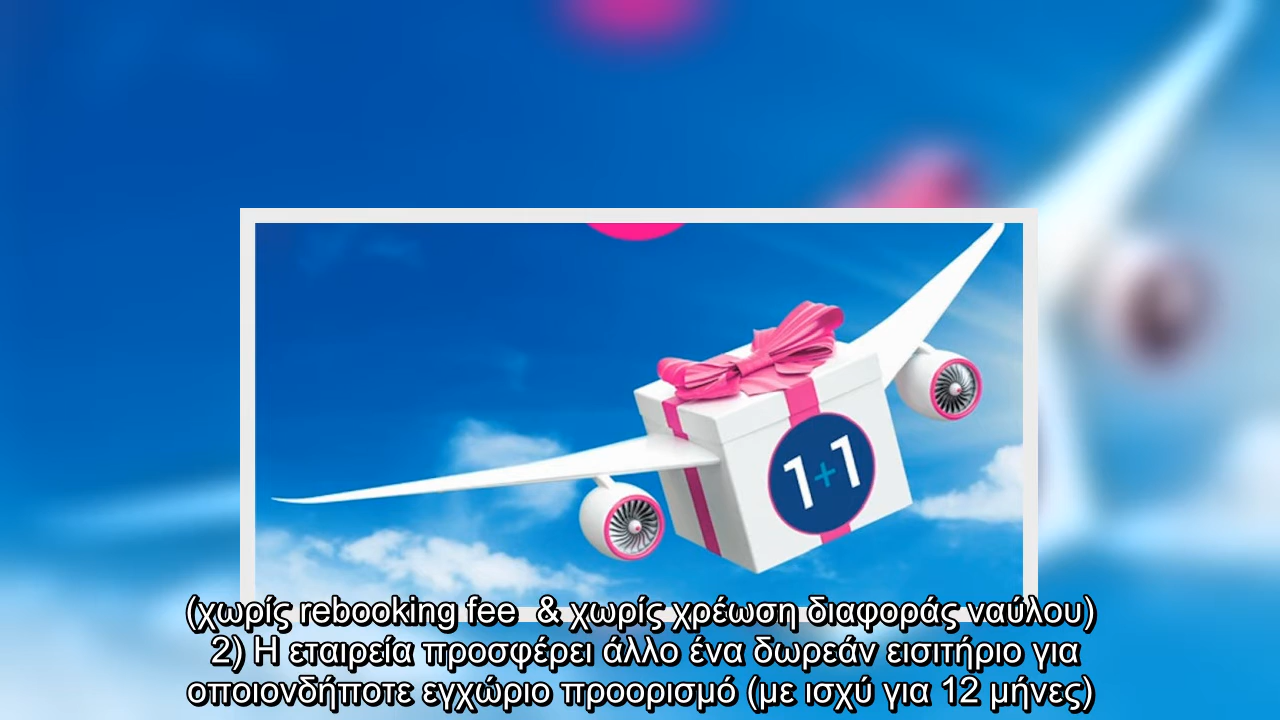 1+1
(χωρίς rebooking fee & χωρίς χρέωση διαφοράς ναύλου)
2) Η εταιρεία προσφέρει άλλο ένα δωρεάν εισιτήριο για
οποιονδήποτε εγχώριο προορισμό (με ισχύ για 12 μήνες)